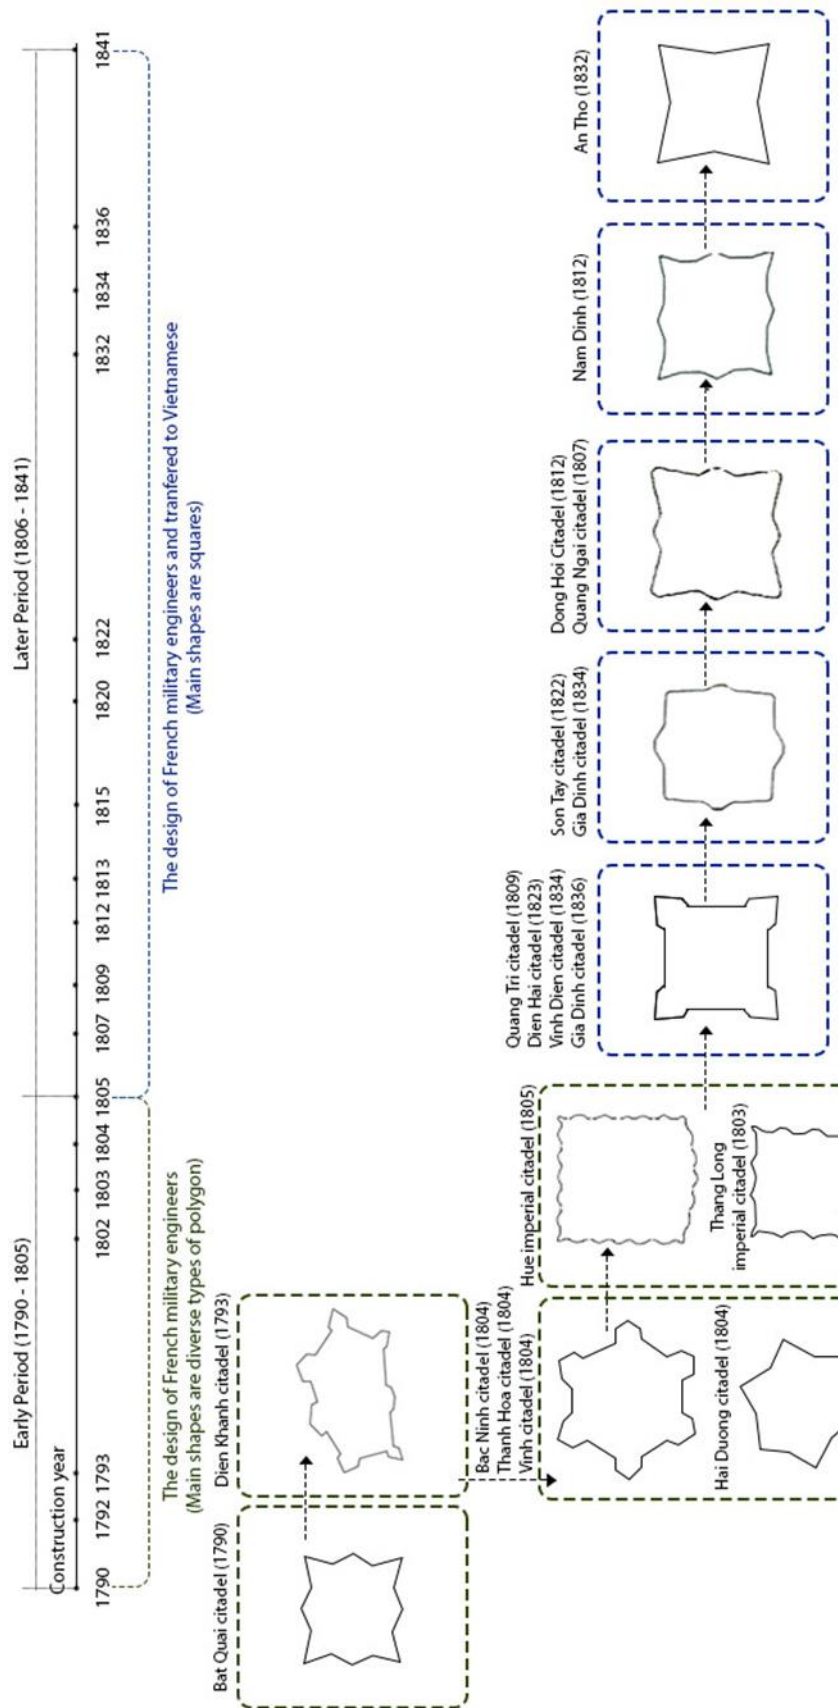 Early Period (1790 - 1805)
Later Period (1806 - 1841)
Construction year
1790
1792
1793
1802
1803
1804
1805
1807
1809
1812
1813
1815
1820
1822
1832
1834
1836
1841
The design of French military engineers
(Main shapes are diverse types of polygon)
The design of French military engineers and tranfered to Vietnamese
(Main shapes are squares)
Bat Quai citadel (1790)
Dien Khanh citadel (1793)
Bac Ninh citadel (1804)
Thanh Hoa citadel (1804)
Vinh citadel (1804)
Hai Duong citadel (1804)
Hue imperial citadel (1805)
Thang Long
imperial citadel (1803)
Quang Tri citadel (1809)
Dien Hai citadel (1823)
Vinh Dien citadel (1834)
Gia Dinh citadel (1836)
Son Tay citadel (1822)
Gia Dinh citadel (1834)
Dong Hoi Citadel (1812)
Quang Ngai citadel (1807)
Nam Dinh (1812)
An Tho (1832)